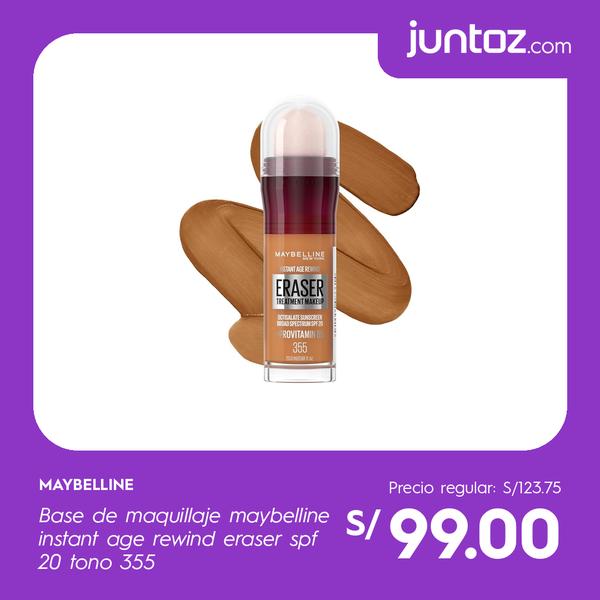 juntoz.com
MAYBELLINE
NEW YORK
INSTANT AGE REWIND
ERASER
TREATMENT MAKEUP
OCTISALATE SUNSCREEN
BROAD SPECTRUM SPF 20
PROVITAMIN B5
355
MAYBELLINE
Base de maquillaje maybelline
instant age rewind eraser spf
20 tono 355
Precio regular: S/123.75
S/ 99.00